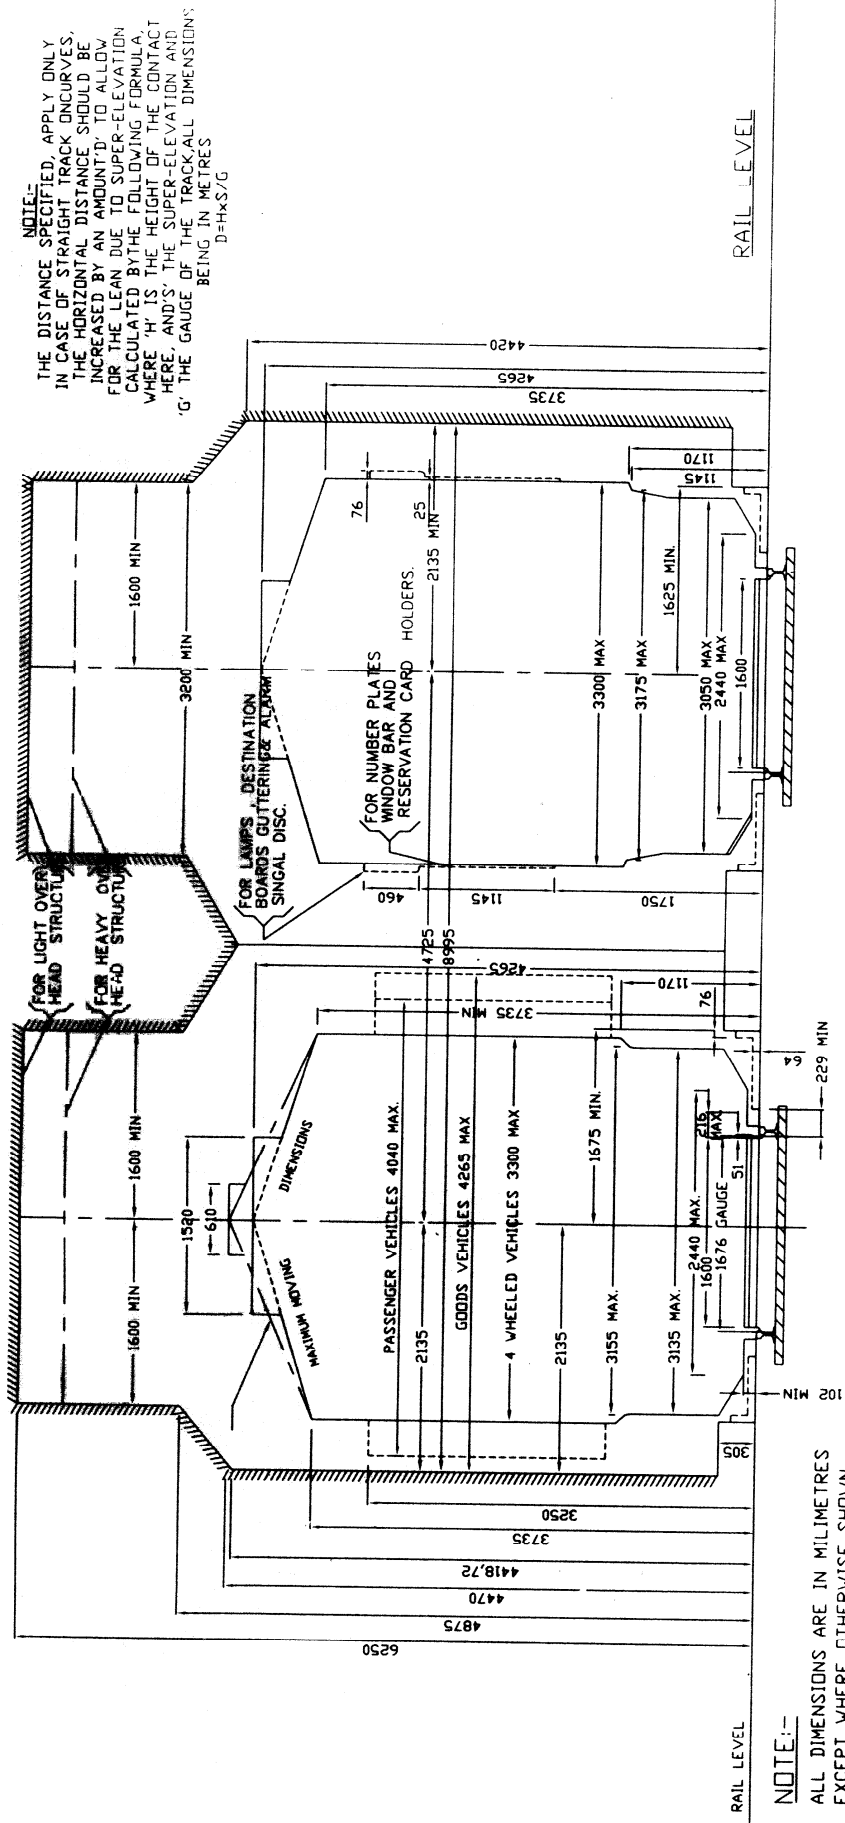 NOTE:-
THE DISTANCE SPECIFIED, APPLY ONLY
IN CASE OF STRAIGHT TRACK ONCURVES,
THE HORIZONTAL DISTANCE SHOULD BE
INCREASED BY AN AMOUNT'D' TO ALLOW
FOR THE LEAN DUE TO SUPER-ELEVATION
CALCULATED BYTHE FOLLOWING FORMULA,
WHERE 'H' IS THE HEIGHT OF THE CONTACT
HERE, AND'S' THE SUPER-ELEVATION AND
'G' THE GAUGE OF THE TRACK,ALL DIMENSIONS
BEING IN METRES
D=HxS/G
FOR LIGHT OVER
HEAD STRUCTU
FOR HEAVY OV
HEAD STRUCTU
1600 MIN
1600 MIN
1600 MIN
3200 MIN
1520
610
MAXIMUM MOVING
DIMENSIONS
FOR LAMPS , DESTINATION
BOARDS GUTTERING& ALARM
SINGAL DISC.
FOR NUMBER PLATES
WINDOW BAR AND
RESERVATION CARD HOLDERS.
76
25
PASSENGER VEHICLES 4040 MAX.
2135
4725
2135 MIN
8995
GOODS VEHICLES 4265 MAX
4 WHEELED VEHICLES 3300 MAX
2135
1675 MIN.
3155 MAX.
3135 MAX.
2440 MAX.
1600
1676 GAUGE
216
MAX
51
3300 MAX
3175 MAX
1625 MIN.
3050 MAX
2440 MAX
1600
6250
4875
4470
4418,72
3735
3250
305
102 MIN
3735 MIN
4265
1170
76
64
229 MIN
460
1145
1750
1145
1170
3735
4265
4420
RAIL LEVEL
RAIL LEVEL
NOTE:-
ALL DIMENSIONS ARE IN MILIMETRES
EXCEPT WHERE OTHERWISE SHOWN